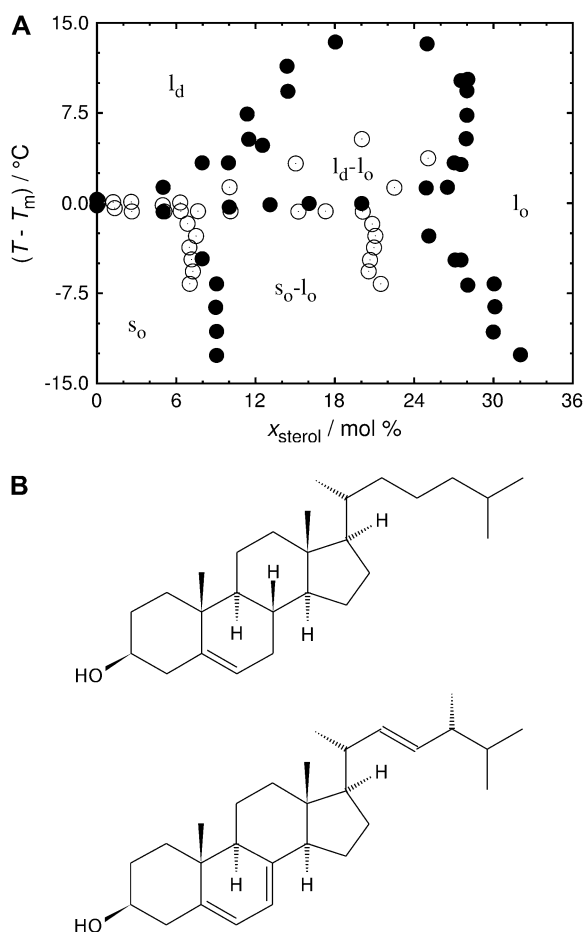 A
15.0
7.5
0.00
-7.5
-15.0
(T - Tm) / °C
ld
ld-lo
lo
so-lo
so
0 6 12 18 24 30 36
xsterol / mol %
B
H
H
H
H
HO
H
H
H
HO